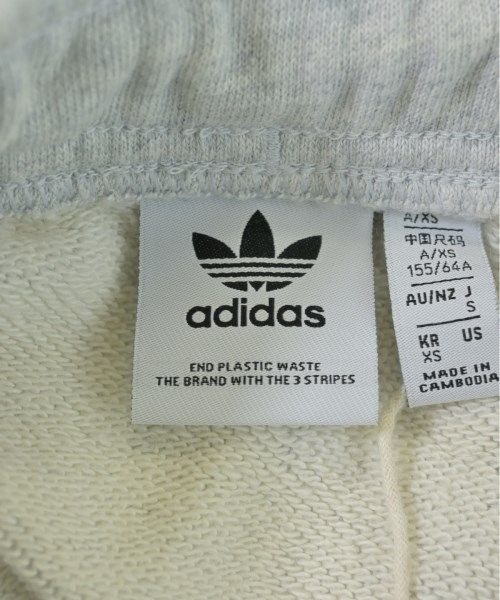 adidas
END PLASTIC WASTE
THE BRAND WITH THE 3 STRIPES
A/XS
中国尺码
A/XS
155/64A
AU/NZ J
S
KR US
XS
MADE IN
CAMBODIA